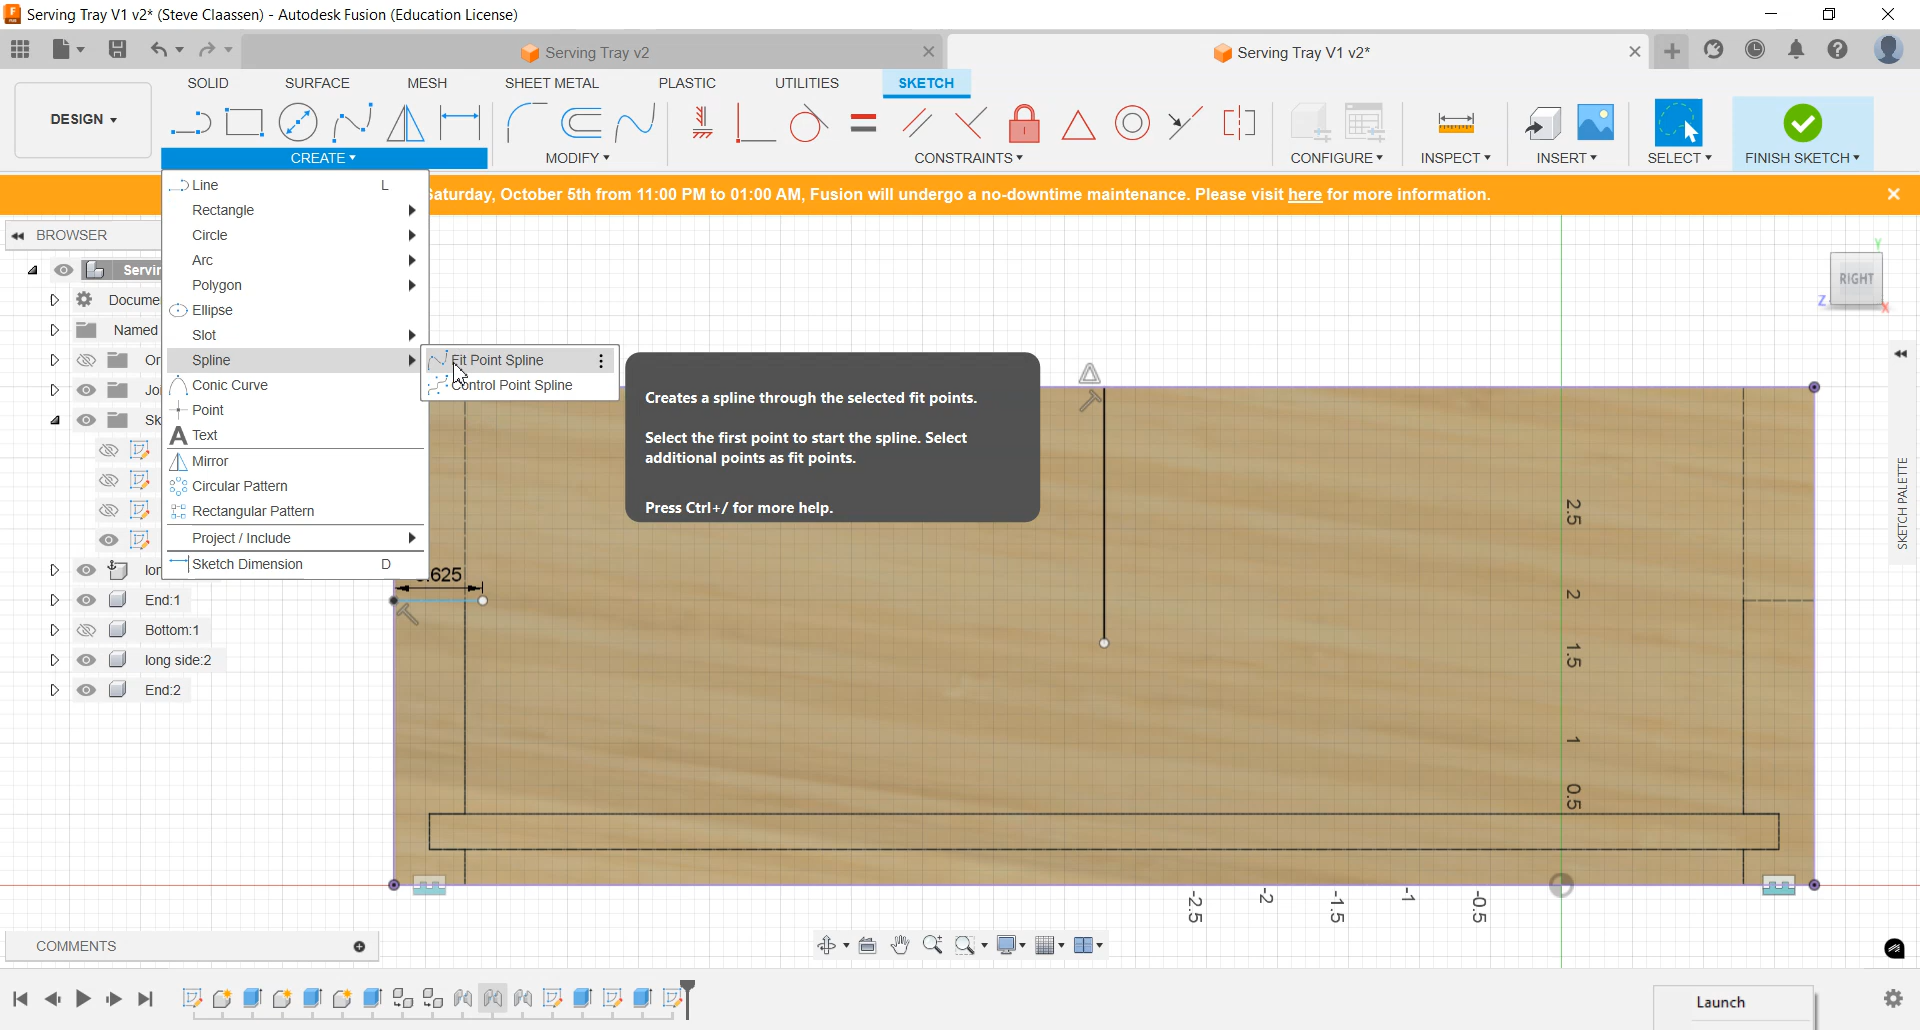 Serving Tray V1 v2* (Steve Claassen) - Autodesk Fusion (Education License)
Serving Tray v2
Serving Tray V1 v2*
SOLID SURFACE MESH SHEET METAL PLASTIC UTILITIES SKETCH
DESIGN
CREATE MODIFY CONSTRAINTS CONFIGURE INSPECT INSERT SELECT FINISH SKETCH
Saturday, October 5th from 11:00 PM to 01:00 AM, Fusion will undergo a no-downtime maintenance. Please visit here for more information.
BROWSER
Servin
Docume
Named
Or
Joi
Sk
lon
End:1
Bottom:1
long side:2
End:2
Line L
Rectangle
Circle
Arc
Polygon
Ellipse
Slot
Spline
Conic Curve
Point
Text
Mirror
Circular Pattern
Rectangular Pattern
Project / Include
Sketch Dimension D
Fit Point Spline
Control Point Spline
Creates a spline through the selected fit points.
Select the first point to start the spline. Select
additional points as fit points.
Press Ctrl+/ for more help.
Y
RIGHT
Z
X
SKETCH PALETTE
.625
2.5
2
1.5
1
0.5
-2.5
-2
-1.5
-1
-0.5
COMMENTS
Launch